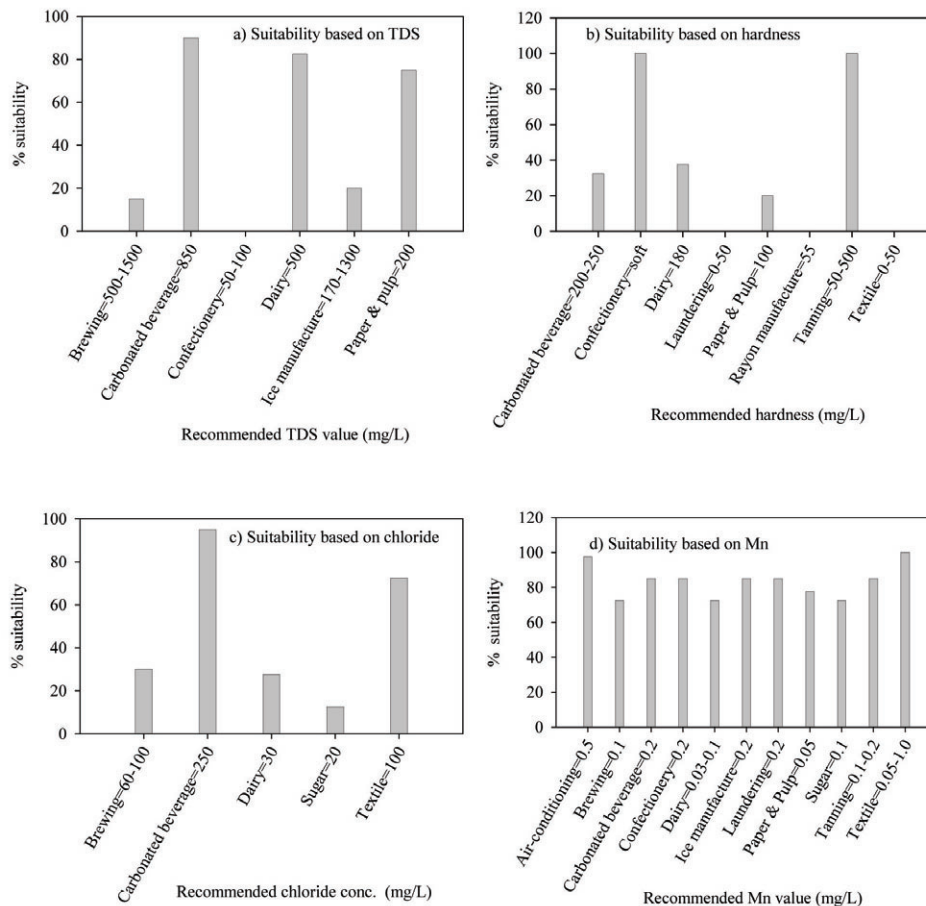 a) Suitability based on TDS
% suitability
100
80
60
40
20
0
Brewing=500-1500
Carbonated beverage=850
Confectionery=50-100
Dairy=500
Ice manufacture=170-1300
Paper & pulp=200
Recommended TDS value (mg/L)
b) Suitability based on hardness
% suitability
120
100
80
60
40
20
0
Carbonated beverage=200-250
Confectionery=soft
Dairy=180
Laundering=0-50
Paper & Pulp=100
Rayon manufacture=55
Tanning=50-500
Textile=0-50
Recommended hardness (mg/L)
c) Suitability based on chloride
% suitability
100
80
60
40
20
0
Brewing=60-100
Carbonated beverage=250
Dairy=30
Sugar=20
Textile=100
Recommended chloride conc. (mg/L)
d) Suitability based on Mn
% suitability
120
100
80
60
40
20
0
Air-conditioning=0.5
Brewing=0.1
Carbonated beverage=0.2
Confectionery=0.2
Dairy=0.03-0.1
Ice manufacture=0.2
Laundering=0.2
Paper & Pulp=0.05
Sugar=0.1
Tanning=0.1-0.2
Textile=0.05-1.0
Recommended Mn value (mg/L)